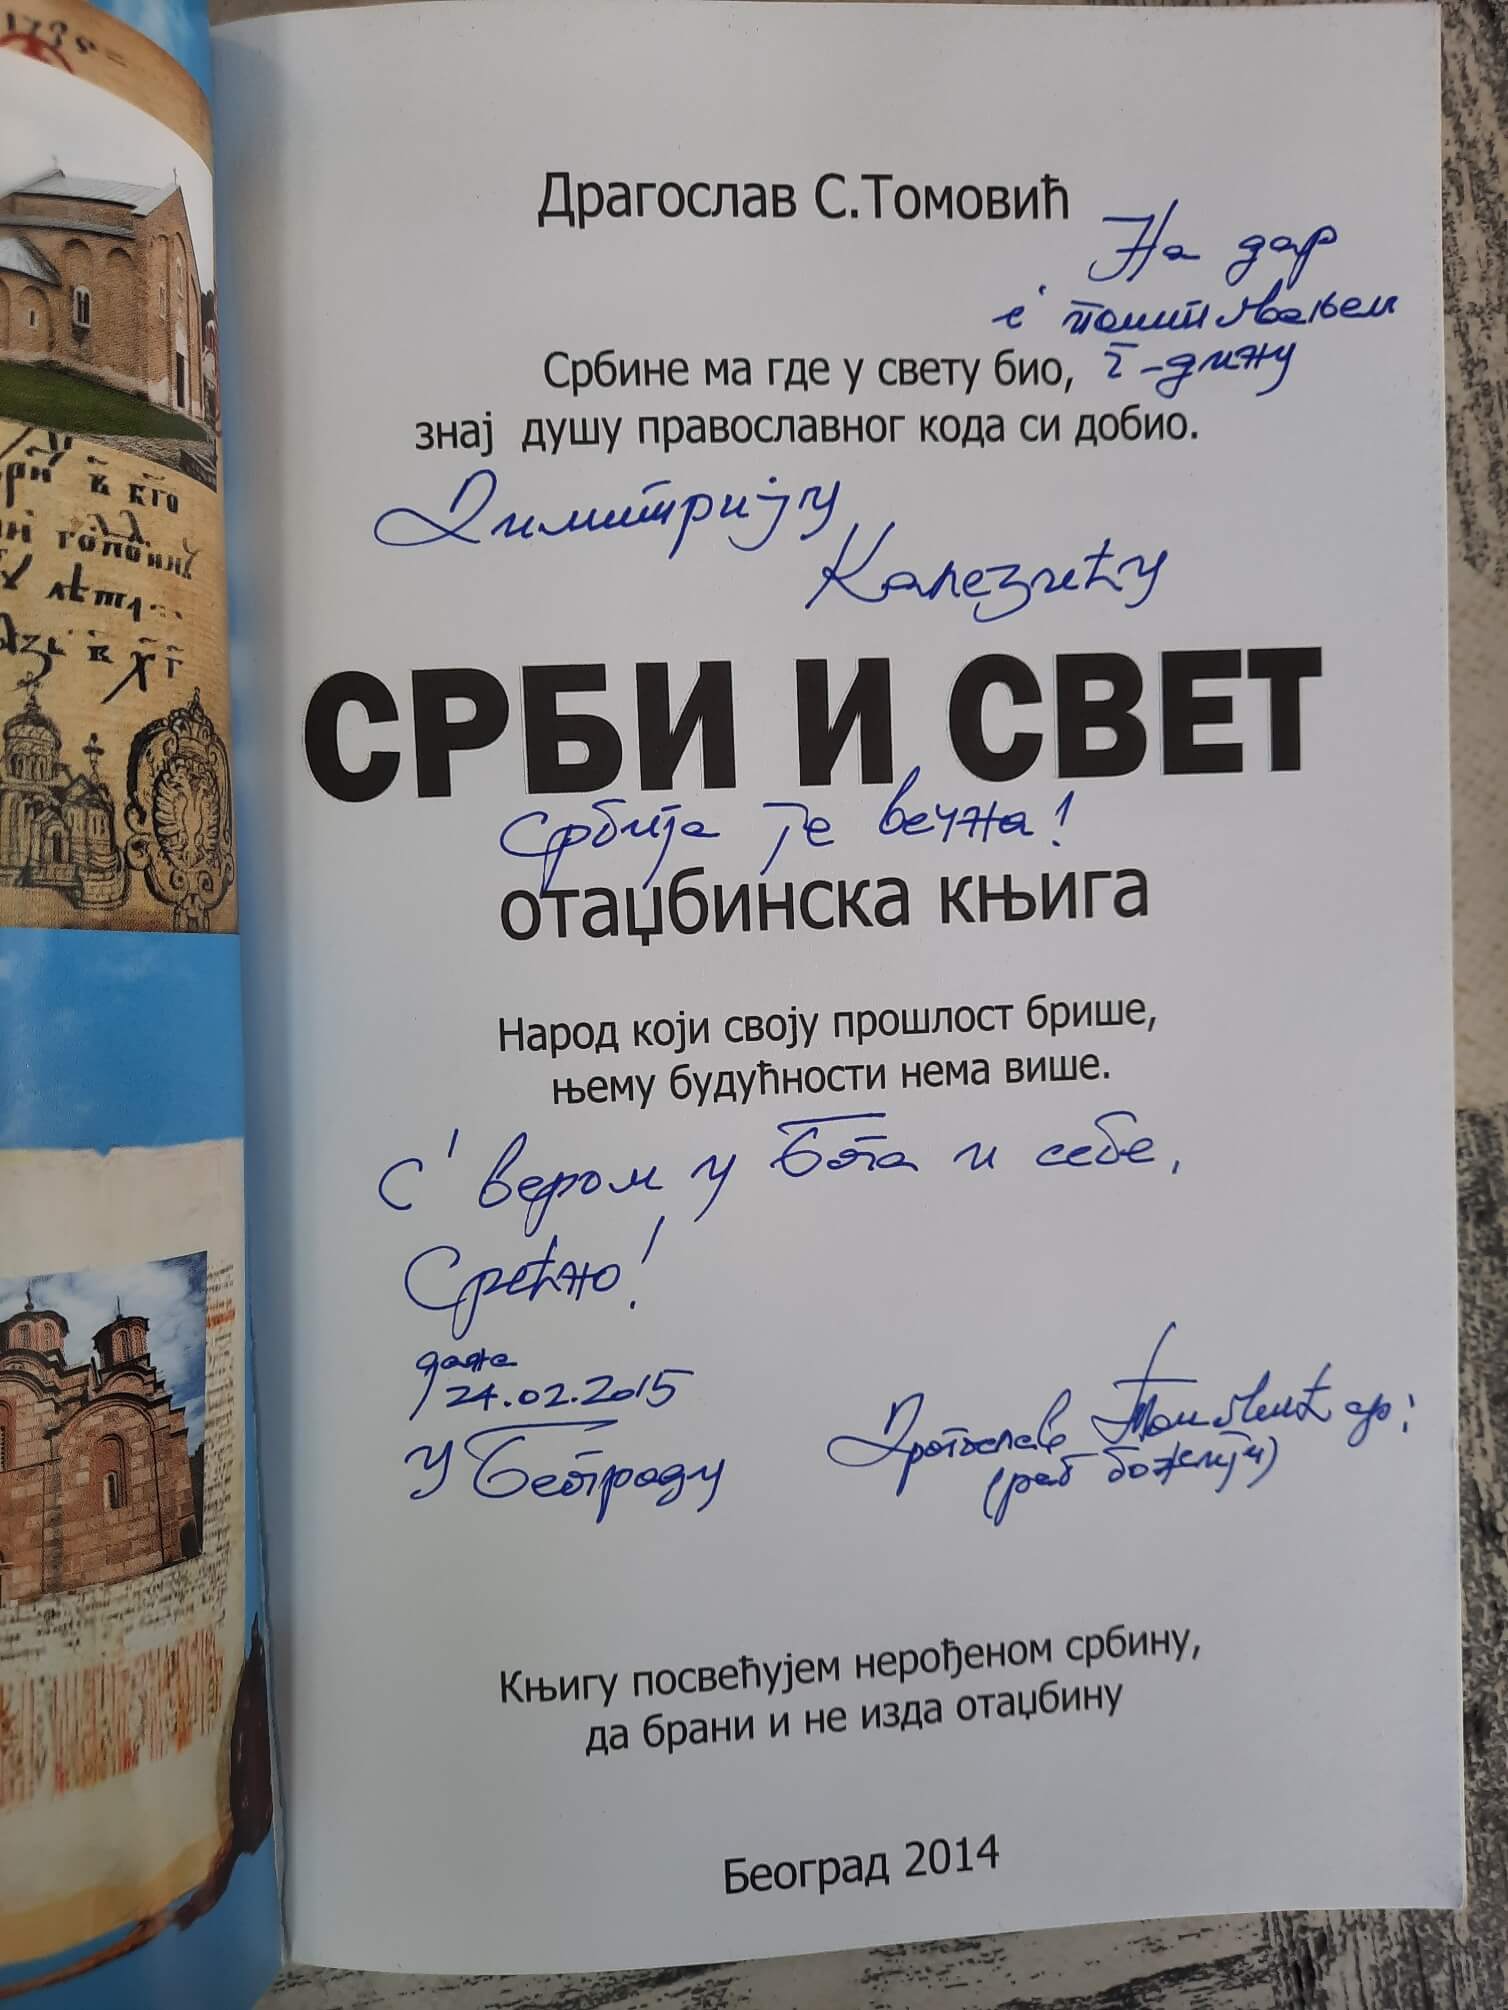 1738
Драгослав С.Томовић
На дар
с' поштовањем
г-дину
Србине ма где у свету био,
знај душу православног кода си добио.
Димитрију
Калезићу
СРБИ И СВЕТ
Србија је вечна!
отаџбинска књига
Народ који своју прошлост брише,
њему будућности нема више.
С' вером у Бога и себе,
Срећно!
дана
24.02.2015
у Београду
Драгослав Томовић
(раб божији)
Књигу посвећујем нерођеном србину,
да брани и не изда отаџбину
Београд 2014